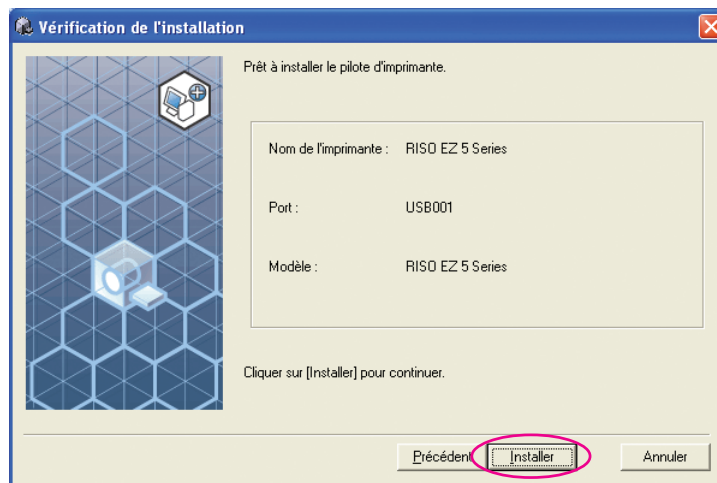 Vérification de l'installation
Prêt à installer le pilote d'imprimante.
Nom de l'imprimante : RISO EZ 5 Series
Port : USB001
Modèle : RISO EZ 5 Series
Cliquer sur [Installer] pour continuer.
Précédent Installer Annuler